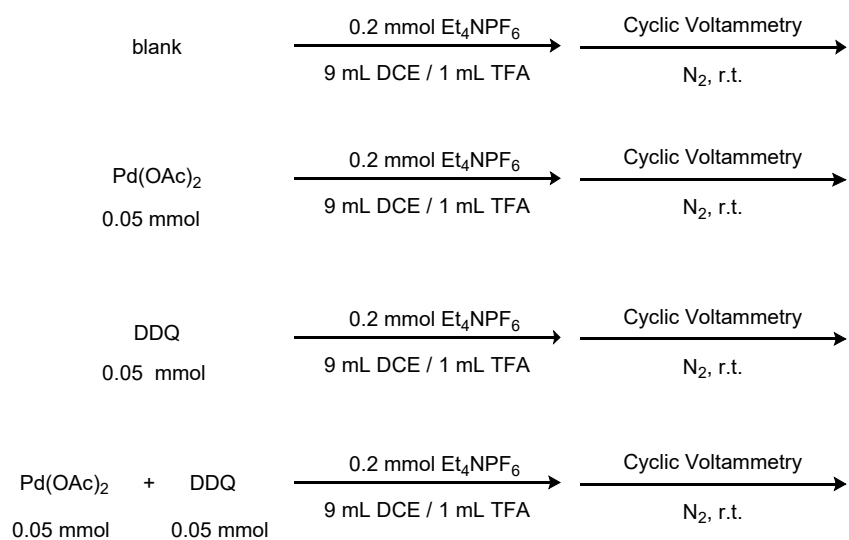 blank
0.2 mmol Et₄NPF₆
9 mL DCE / 1 mL TFA
Cyclic Voltammetry
N₂, r.t.
Pd(OAc)₂
0.05 mmol
0.2 mmol Et₄NPF₆
9 mL DCE / 1 mL TFA
Cyclic Voltammetry
N₂, r.t.
DDQ
0.05 mmol
0.2 mmol Et₄NPF₆
9 mL DCE / 1 mL TFA
Cyclic Voltammetry
N₂, r.t.
Pd(OAc)₂ + DDQ
0.05 mmol 0.05 mmol
0.2 mmol Et₄NPF₆
9 mL DCE / 1 mL TFA
Cyclic Voltammetry
N₂, r.t.